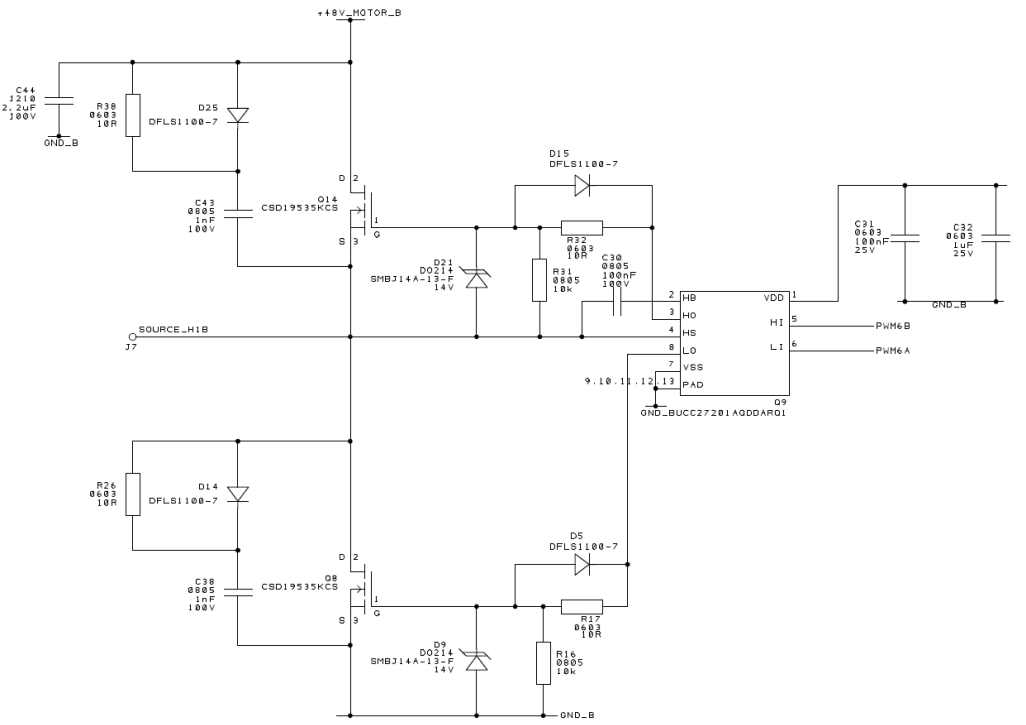 +48V_MOTOR_B
C44
1210
2.2uF
100V
GND_B
R38
0603
10R
D25
DFLS1100-7
C43
0805
1nF
100V
D 2
Q14
CSD19535KCS
1
G
S 3
D15
DFLS1100-7
R32
0603
10R
D21
DO214
SMBJ14A-13-F
14V
R31
0805
10k
C30
0805
100nF
100V
C31
0603
100nF
25V
C32
0603
1uF
25V
GND_B
2 HB
VDD 1
3 HO
HI 5
PWM6B
4 HS
LI 6
PWM6A
8 LO
7 VSS
9.10.11.12.13 PAD
Q9
GND_BUCC27201AQDDARQ1
SOURCE_H1B
J7
R26
0603
10R
D14
DFLS1100-7
C38
0805
1nF
100V
D 2
Q8
CSD19535KCS
1
G
S 3
D5
DFLS1100-7
R17
0603
10R
D9
DO214
SMBJ14A-13-F
14V
R16
0805
10k
GND_B